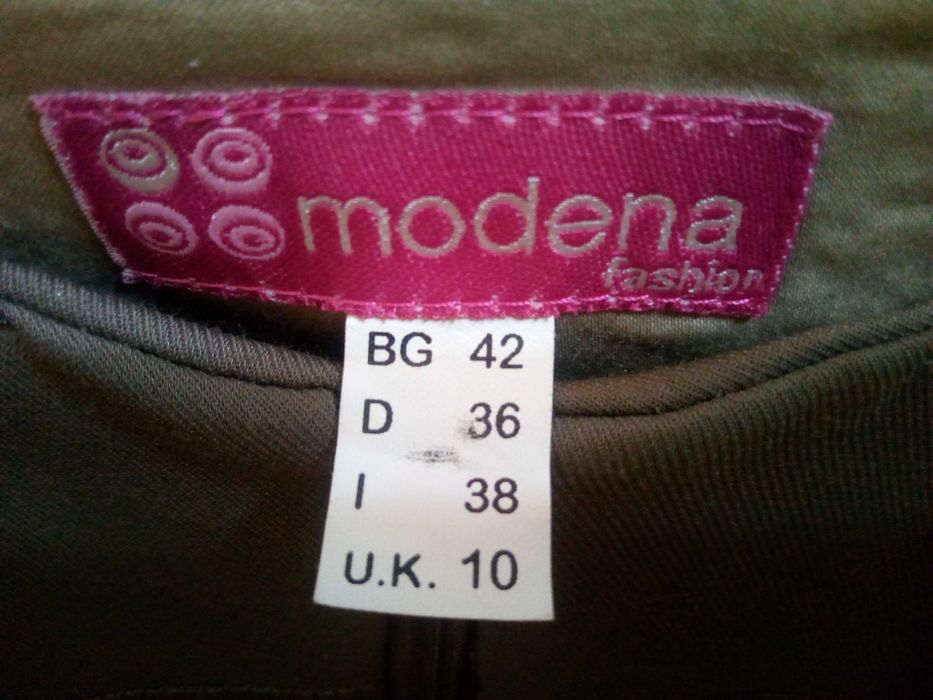 modena
fashion
BG 42
D 36
I 38
U.K. 10